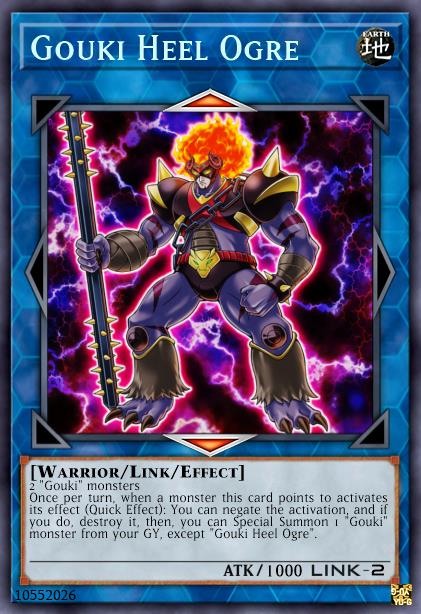 GOUKI HEEL OGRE
EARTH
地
[WARRIOR/LINK/EFFECT]
2 "Gouki" monsters
Once per turn, when a monster this card points to activates
its effect (Quick Effect): You can negate the activation, and if
you do, destroy it, then, you can Special Summon 1 "Gouki"
monster from your GY, except "Gouki Heel Ogre".
ATK/1000 LINK-2
10552026